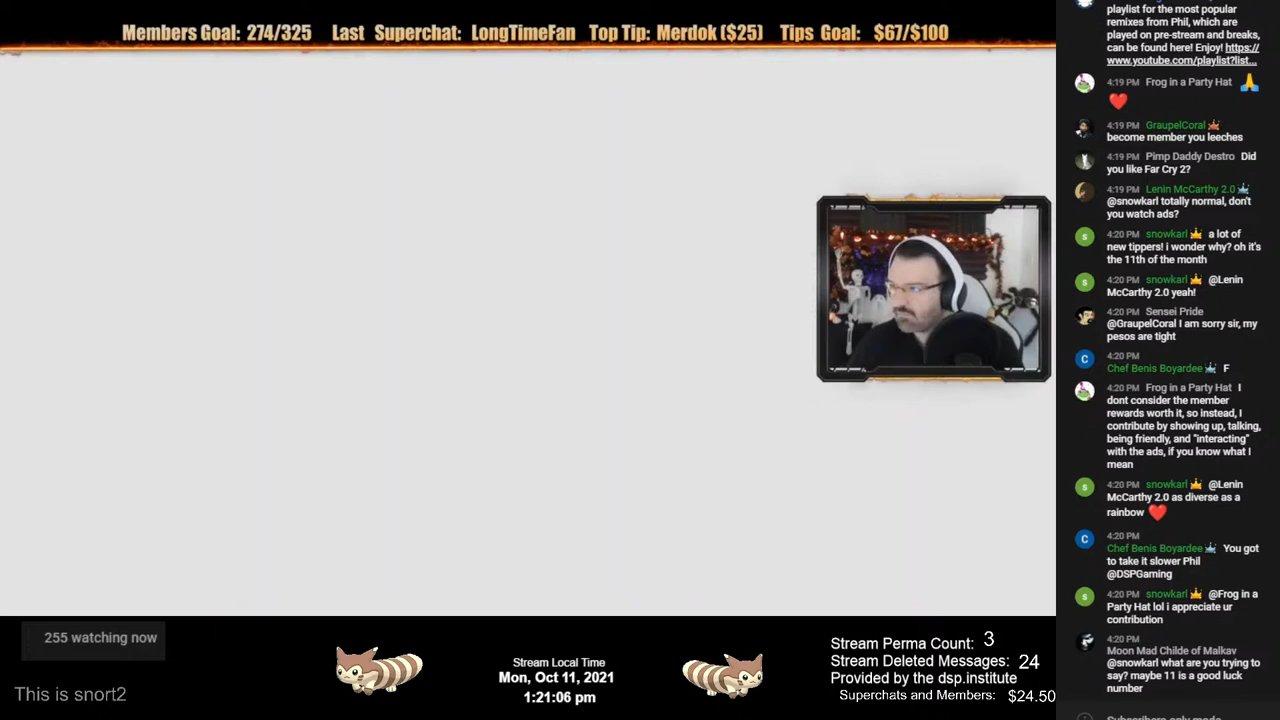 Members Goal: 274/325 Last Superchat: LongTimeFan Top Tip: Merdok ($25) Tips Goal: $67/$100
playlist for the most popular
remixes from Phil, which are
played on pre-stream and breaks,
can be found here! Enjoy! https://
www.youtube.com/playlist?list...
4:19 PM Frog in a Party Hat 🙏
❤️
4:19 PM GraupelCoral
become member you leeches
4:19 PM Pimp Daddy Destro Did
you like Far Cry 2?
4:19 PM Lenin McCarthy 2.0
@snowkarl totally normal, don't
you watch ads?
S
4:20 PM snowkarl a lot of
new tippers! i wonder why? oh it's
the 11th of the month
S
4:20 PM snowkarl @Lenin
McCarthy 2.0 yeah!
4:20 PM Sensei Pride
@GraupelCoral I am sorry sir, my
pesos are tight
C
4:20 PM
Chef Benis Boyardee F
4:20 PM Frog in a Party Hat I
dont consider the member
rewards worth it, so instead, I
contribute by showing up, talking,
being friendly, and "interacting"
with the ads, if you know what I
mean
S
4:20 PM snowkarl @Lenin
McCarthy 2.0 as diverse as a
rainbow ❤️
C
4:20 PM
Chef Benis Boyardee You got
to take it slower Phil
@DSPGaming
S
4:20 PM snowkarl @Frog in a
Party Hat lol i appreciate ur
contribution
4:20 PM
Moon Mad Childe of Malkav
@snowkarl what are you trying to
say? maybe 11 is a good luck
number
Subscribers-only mode
255 watching now
This is snort2
Stream Local Time
Mon, Oct 11, 2021
1:21:06 pm
Stream Perma Count: 3
Stream Deleted Messages: 24
Provided by the dsp.institute
Superchats and Members: $24.50